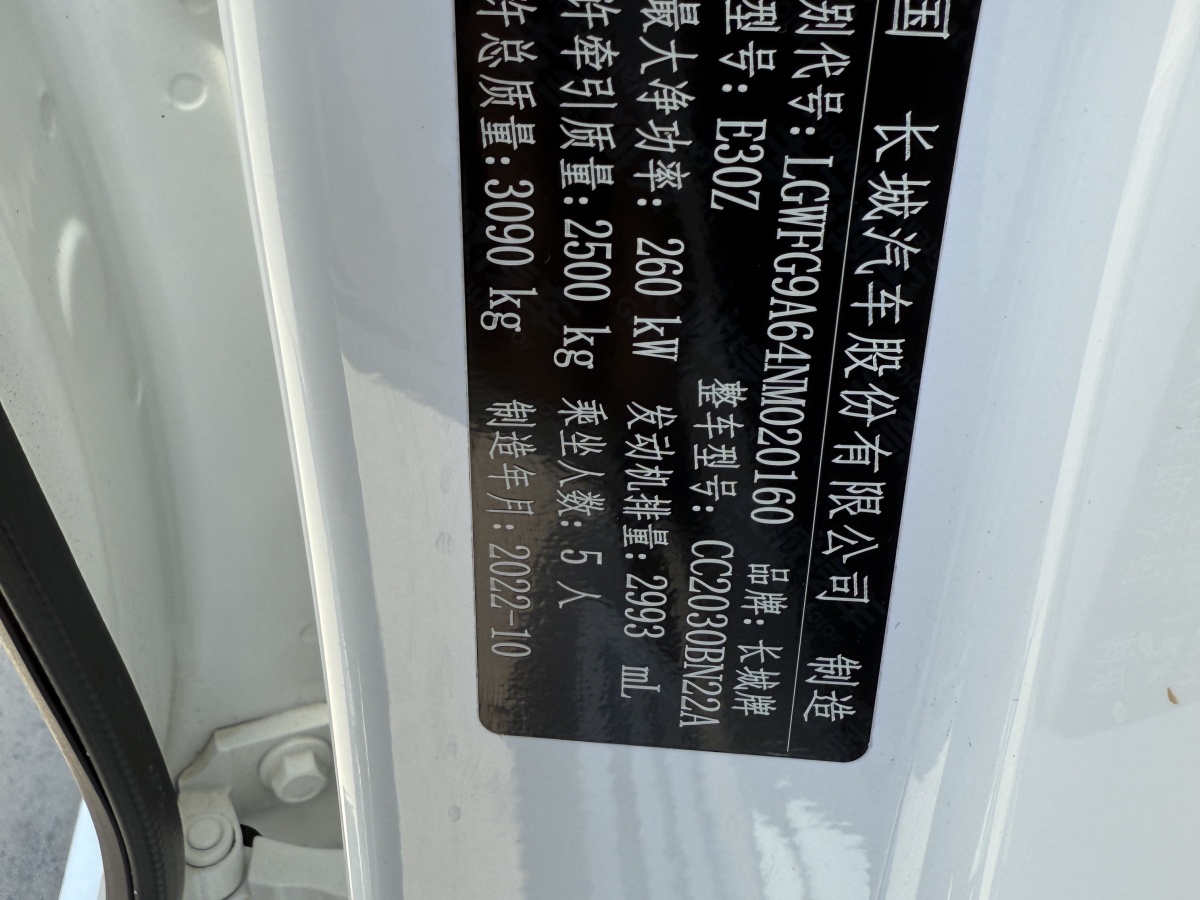 国 长城汽车股份有限公司 制造
别代号: LGWFG9A64NM020160 品牌: 长城牌
型号: E30Z 整车型号: CC2030BN22A
最大净功率: 260 kW 发动机排量: 2993 mL
许牵引质量: 2500 kg 乘坐人数: 5 人
许总质量: 3090 kg 制造年月: 2022-10